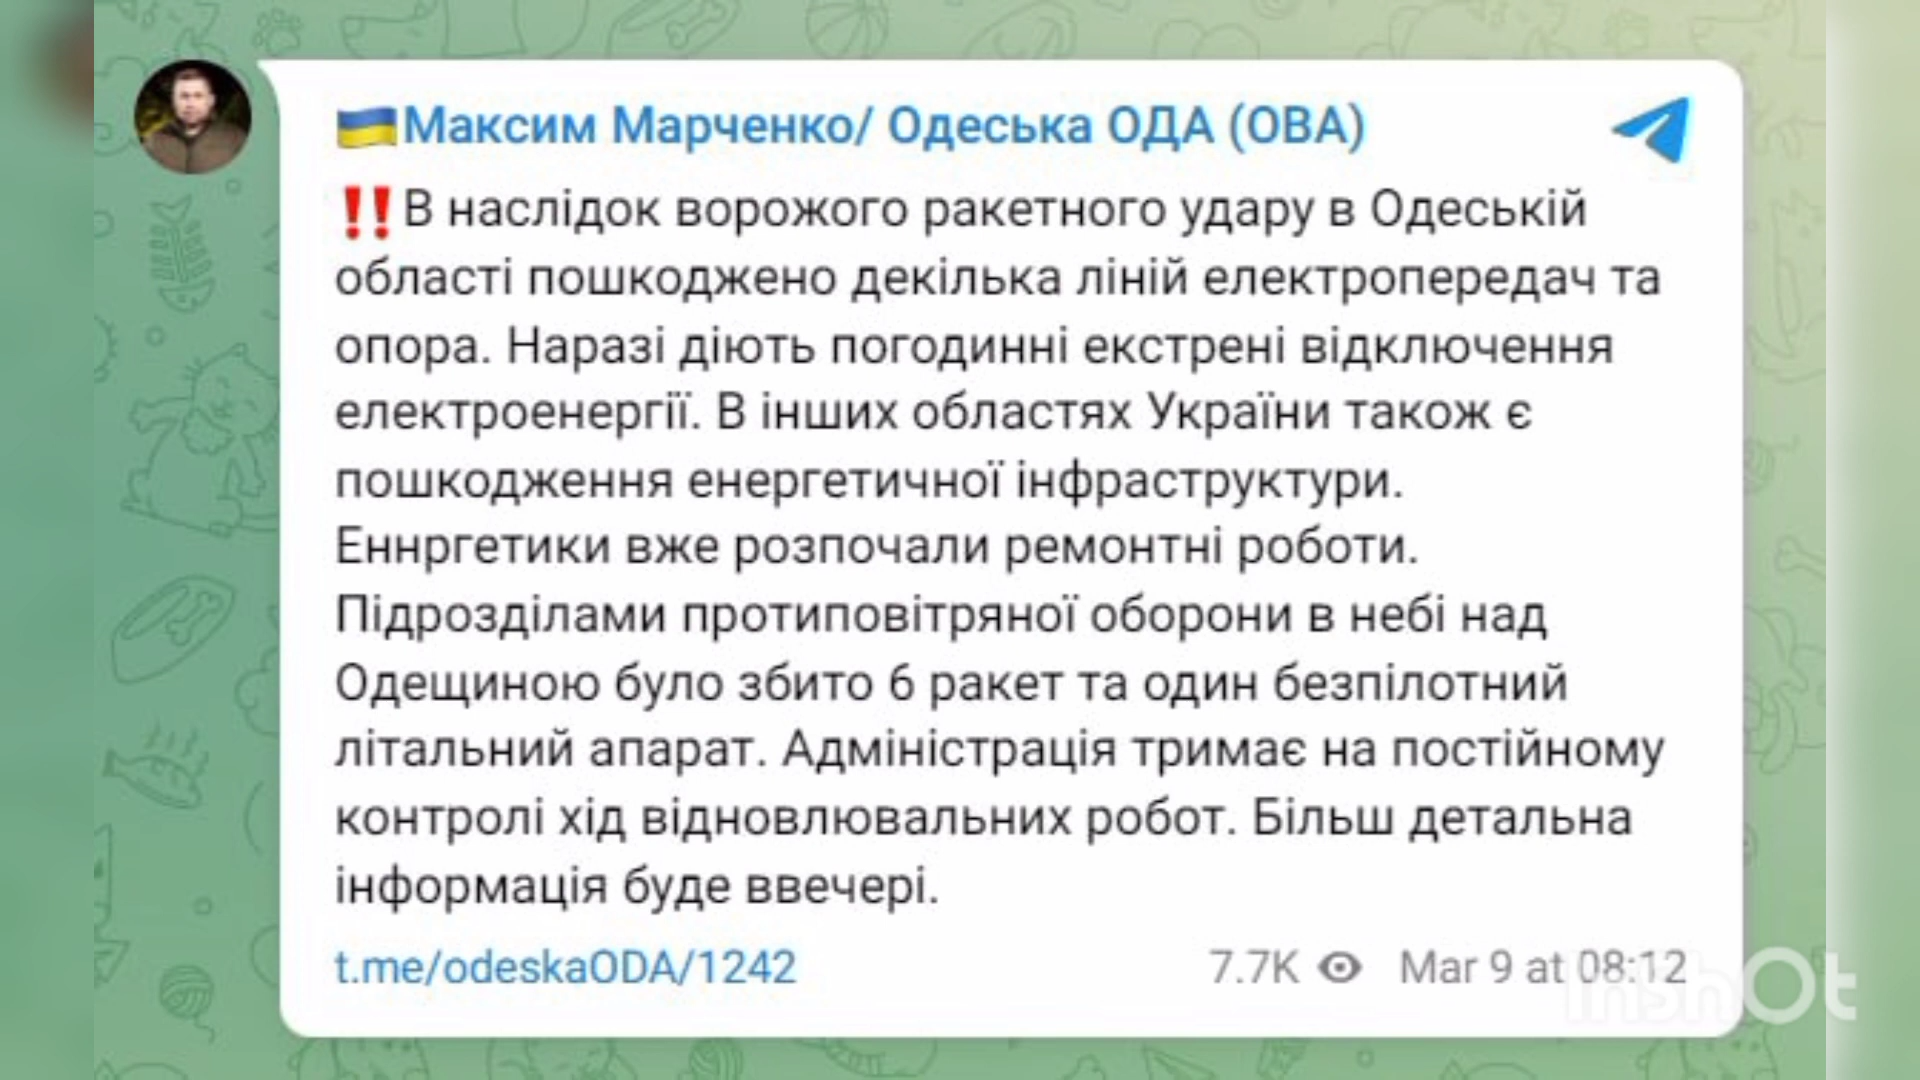 🇺🇦Максим Марченко/ Одеська ОДА (ОВА)
‼️В наслідок ворожого ракетного удару в Одеській
області пошкоджено декілька ліній електропередач та
опора. Наразі діють погодинні екстрені відключення
електроенергії. В інших областях України також є
пошкодження енергетичної інфраструктури.
Еннргетики вже розпочали ремонтні роботи.
Підрозділами протиповітряної оборони в небі над
Одещиною було збито 6 ракет та один безпілотний
літальний апарат. Адміністрація тримає на постійному
контролі хід відновлювальних робот. Більш детальна
інформація буде ввечері.
t.me/odeskaODA/1242 7.7K Mar 9 at 08:12
InShOt